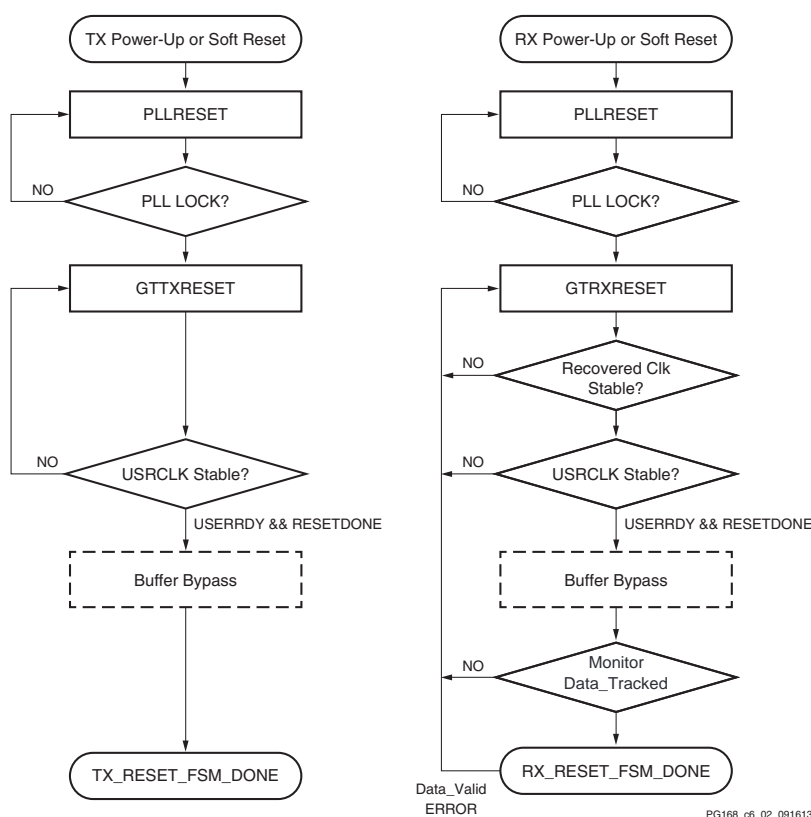 TX Power-Up or Soft Reset
PLLRESET
NO
PLL LOCK?
GTTXRESET
NO
USRCLK Stable?
USERRDY && RESETDONE
Buffer Bypass
TX_RESET_FSM_DONE
RX Power-Up or Soft Reset
PLLRESET
NO
PLL LOCK?
GTRXRESET
NO
Recovered Clk
Stable?
NO
USRCLK Stable?
USERRDY && RESETDONE
Buffer Bypass
NO
Monitor
Data_Tracked
RX_RESET_FSM_DONE
Data_Valid
ERROR
PG168_c6_02_091613